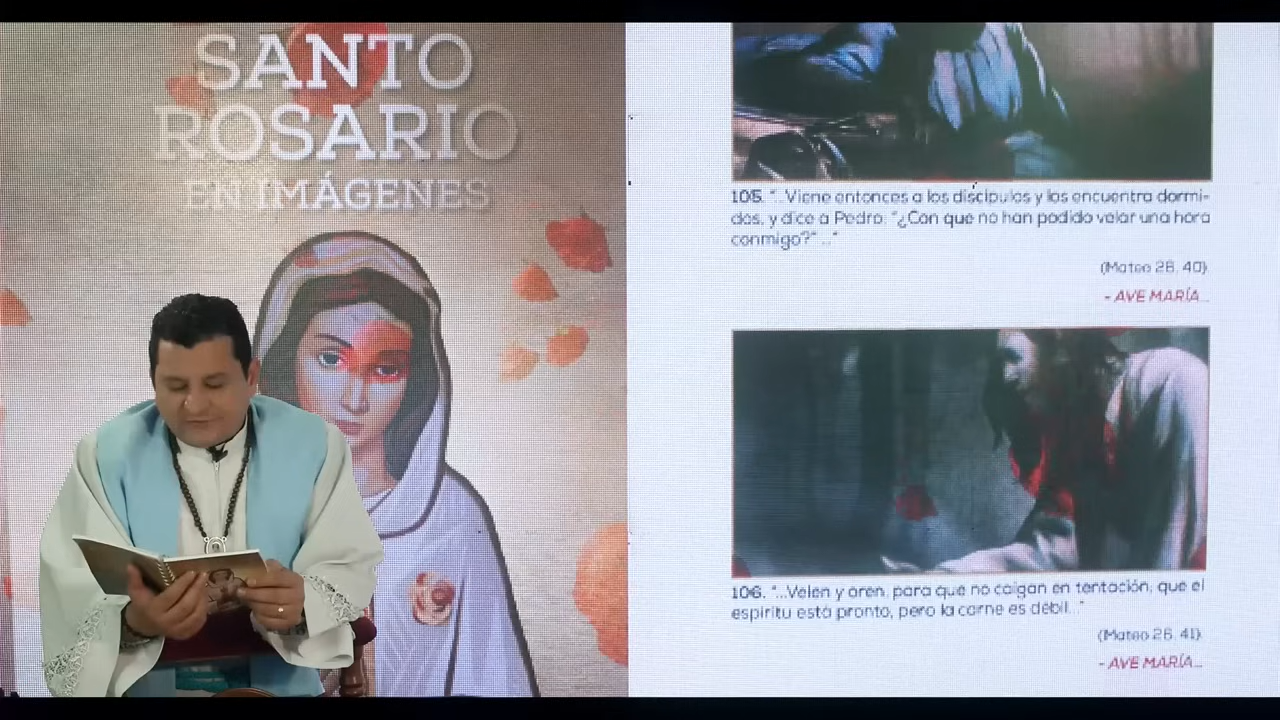 SANTO
ROSARIO
EN IMÁGENES
105. "...Viene entonces a los discípulos y los encuentra dormi-
dos, y dice a Pedro: "¿Con que no han podido velar una hora
conmigo?" ..."
(Mateo 26, 40)
- AVE MARÍA...
106. "...Velen y oren, para que no caigan en tentación, que el
espíritu está pronto, pero la carne es débil..."
(Mateo 26, 41)
- AVE MARÍA...